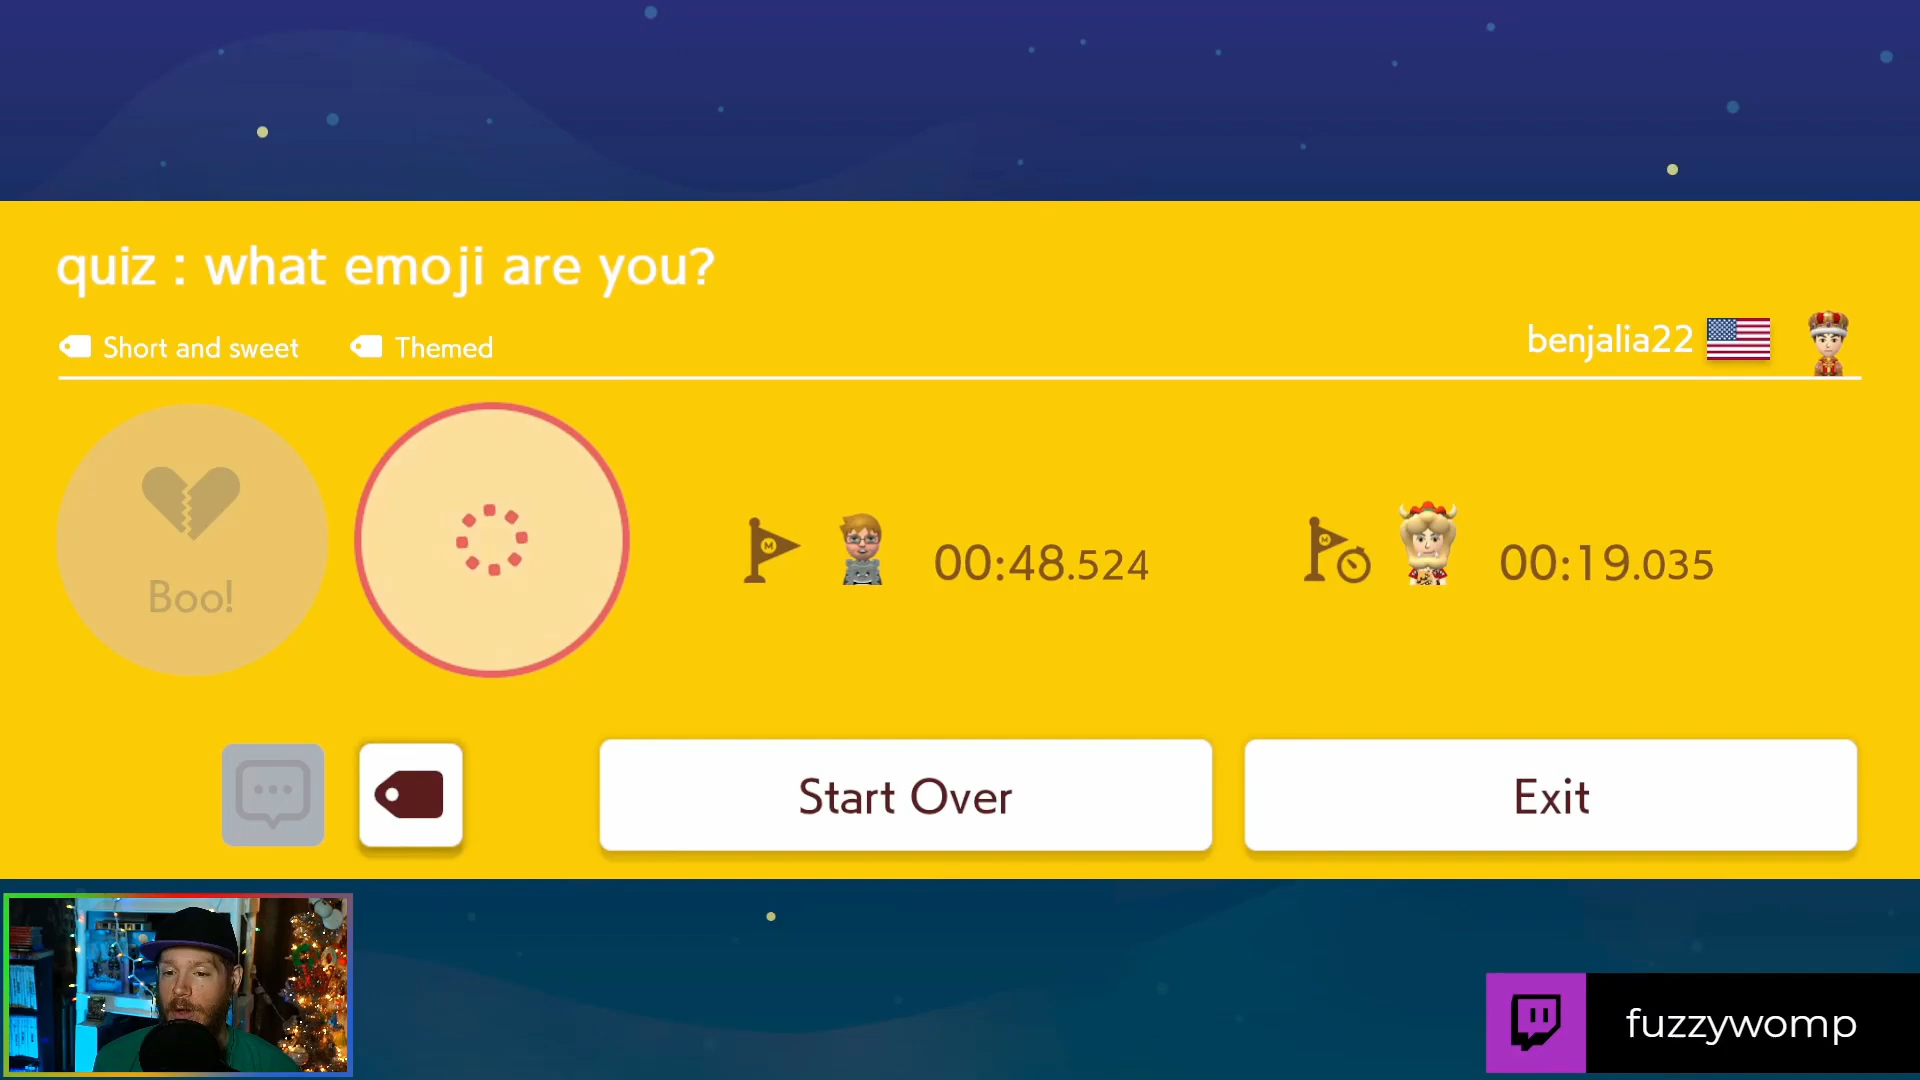 quiz : what emoji are you?
Short and sweet Themed
benjalia22
Boo!
M 00:48.524
M 00:19.035
Start Over
Exit
fuzzywomp